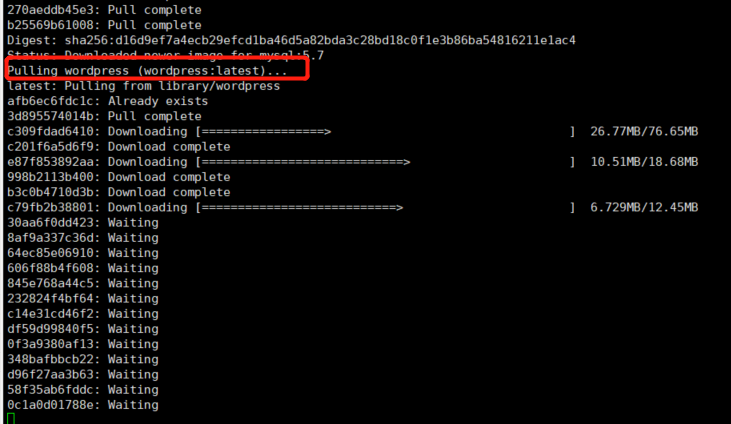 270aeddb45e3: Pull complete
b25569b61008: Pull complete
Digest: sha256:d16d9ef7a4ecb29efcd1ba46d5a82bda3c28bd18c0f1e3b86ba54816211e1ac4
Status: Downloaded newer image for mysql:5.7
Pulling wordpress (wordpress:latest)...
latest: Pulling from library/wordpress
afb6ec6fdc1c: Already exists
3d895574014b: Pull complete
c309fdad6410: Downloading [=================>                                 ]  26.77MB/76.65MB
c201f6a5d6f9: Download complete
e87f853892aa: Downloading [============================>                      ]  10.51MB/18.68MB
998b2113b400: Download complete
b3c0b4710d3b: Download complete
c79fb2b38801: Downloading [===========================>                       ]  6.729MB/12.45MB
30aa6f0dd423: Waiting
8af9a337c36d: Waiting
64ec85e06910: Waiting
606f88b4f608: Waiting
845e768a44c5: Waiting
232824f4bf64: Waiting
c14e31cd46f2: Waiting
df59d99840f5: Waiting
0f3a9380af13: Waiting
348bafbbcb22: Waiting
d96f27aa3b63: Waiting
58f35ab6fddc: Waiting
0c1a0d01788e: Waiting